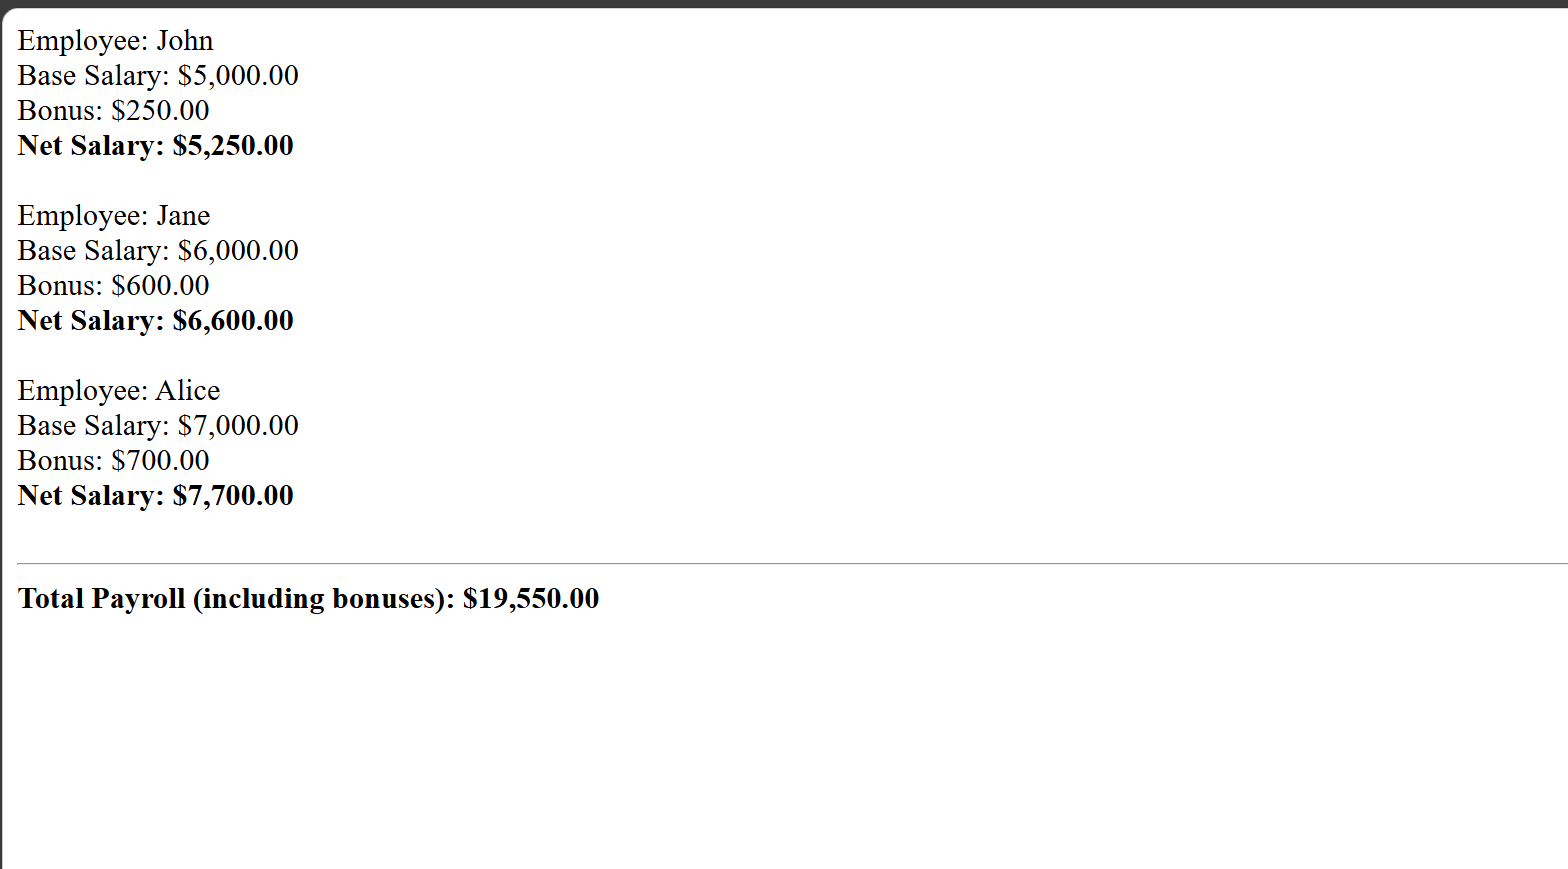 Employee: John
Base Salary: $5,000.00
Bonus: $250.00
Net Salary: $5,250.00
Employee: Jane
Base Salary: $6,000.00
Bonus: $600.00
Net Salary: $6,600.00
Employee: Alice
Base Salary: $7,000.00
Bonus: $700.00
Net Salary: $7,700.00
Total Payroll (including bonuses): $19,550.00